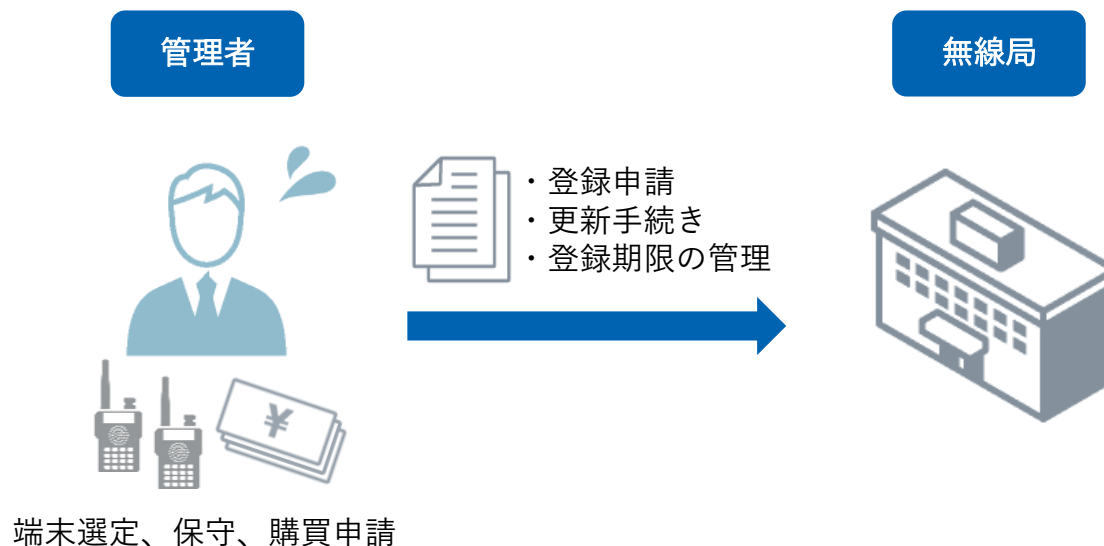 管理者
無線局
・登録申請
・更新手続き
・登録期限の管理
¥
端末選定、保守、購買申請